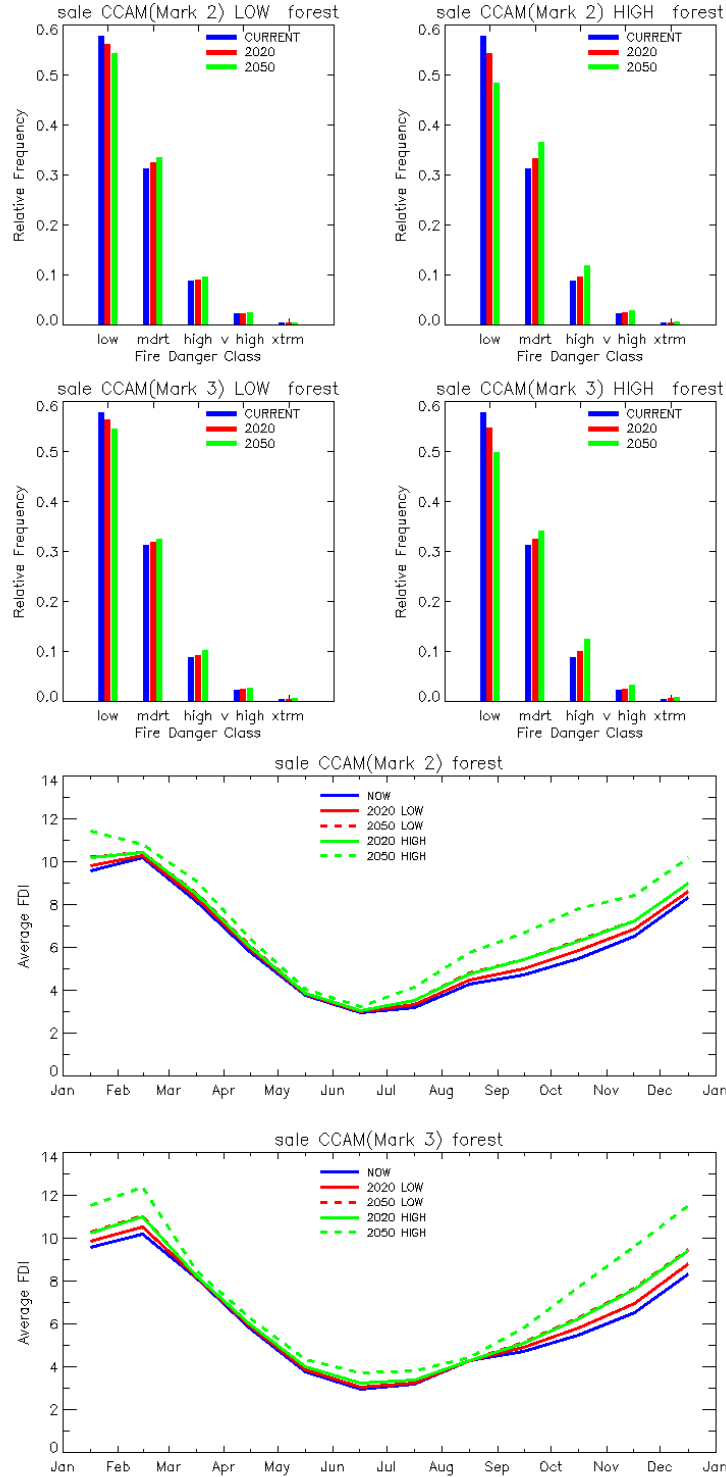 sale CCAM(Mark 2) LOW forest
0.6
0.5
0.4
0.3
0.2
0.1
0.0
Relative Frequency
CURRENT
2020
2050
low mdrt high v high xtrm
Fire Danger Class
sale CCAM(Mark 2) HIGH forest
0.6
0.5
0.4
0.3
0.2
0.1
0.0
Relative Frequency
CURRENT
2020
2050
low mdrt high v high xtrm
Fire Danger Class
sale CCAM(Mark 3) LOW forest
0.6
0.5
0.4
0.3
0.2
0.1
0.0
Relative Frequency
CURRENT
2020
2050
low mdrt high v high xtrm
Fire Danger Class
sale CCAM(Mark 3) HIGH forest
0.6
0.5
0.4
0.3
0.2
0.1
0.0
Relative Frequency
CURRENT
2020
2050
low mdrt high v high xtrm
Fire Danger Class
sale CCAM(Mark 2) forest
14
12
10
8
6
4
2
0
Average FDI
NOW
2020 LOW
2050 LOW
2020 HIGH
2050 HIGH
Jan Feb Mar Apr May Jun Jul Aug Sep Oct Nov Dec Jan
sale CCAM(Mark 3) forest
14
12
10
8
6
4
2
0
Average FDI
NOW
2020 LOW
2050 LOW
2020 HIGH
2050 HIGH
Jan Feb Mar Apr May Jun Jul Aug Sep Oct Nov Dec Jan